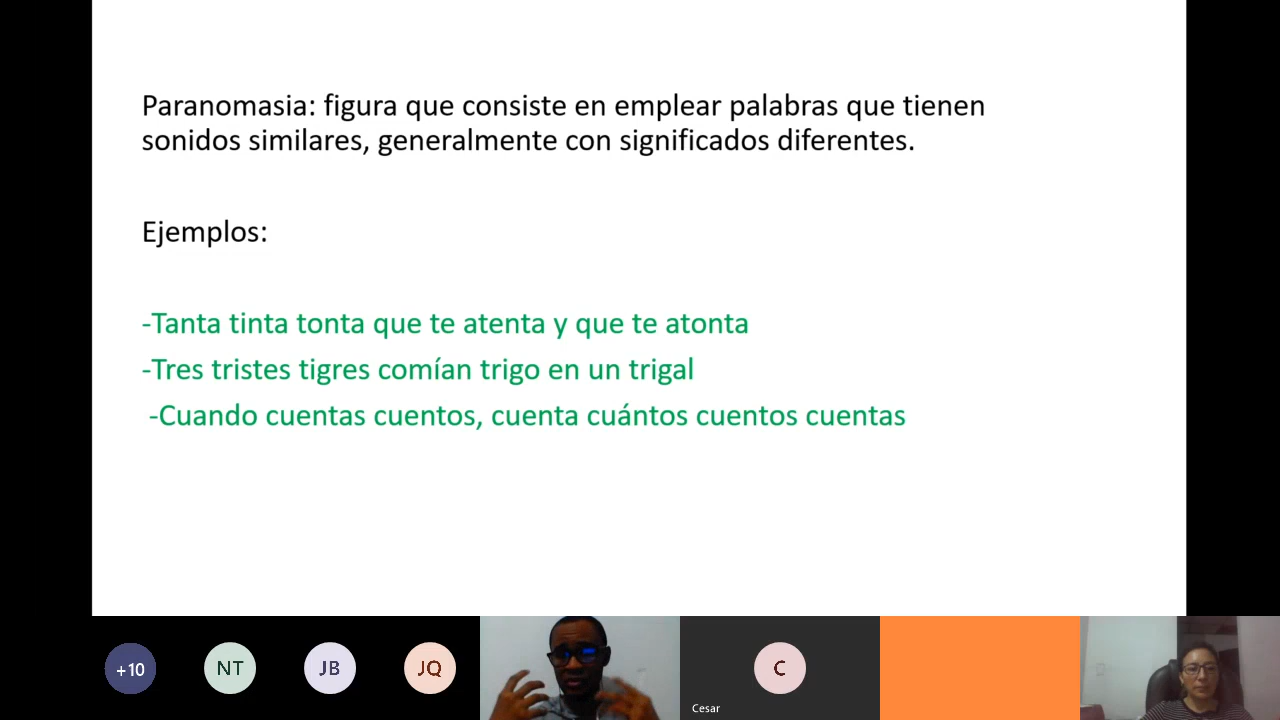 Paranomasia: figura que consiste en emplear palabras que tienen
sonidos similares, generalmente con significados diferentes.
Ejemplos:
-Tanta tinta tonta que te atenta y que te atonta
-Tres tristes tigres comían trigo en un trigal
-Cuando cuentas cuentos, cuenta cuántos cuentos cuentas
+10 NT JB JQ C
Cesar